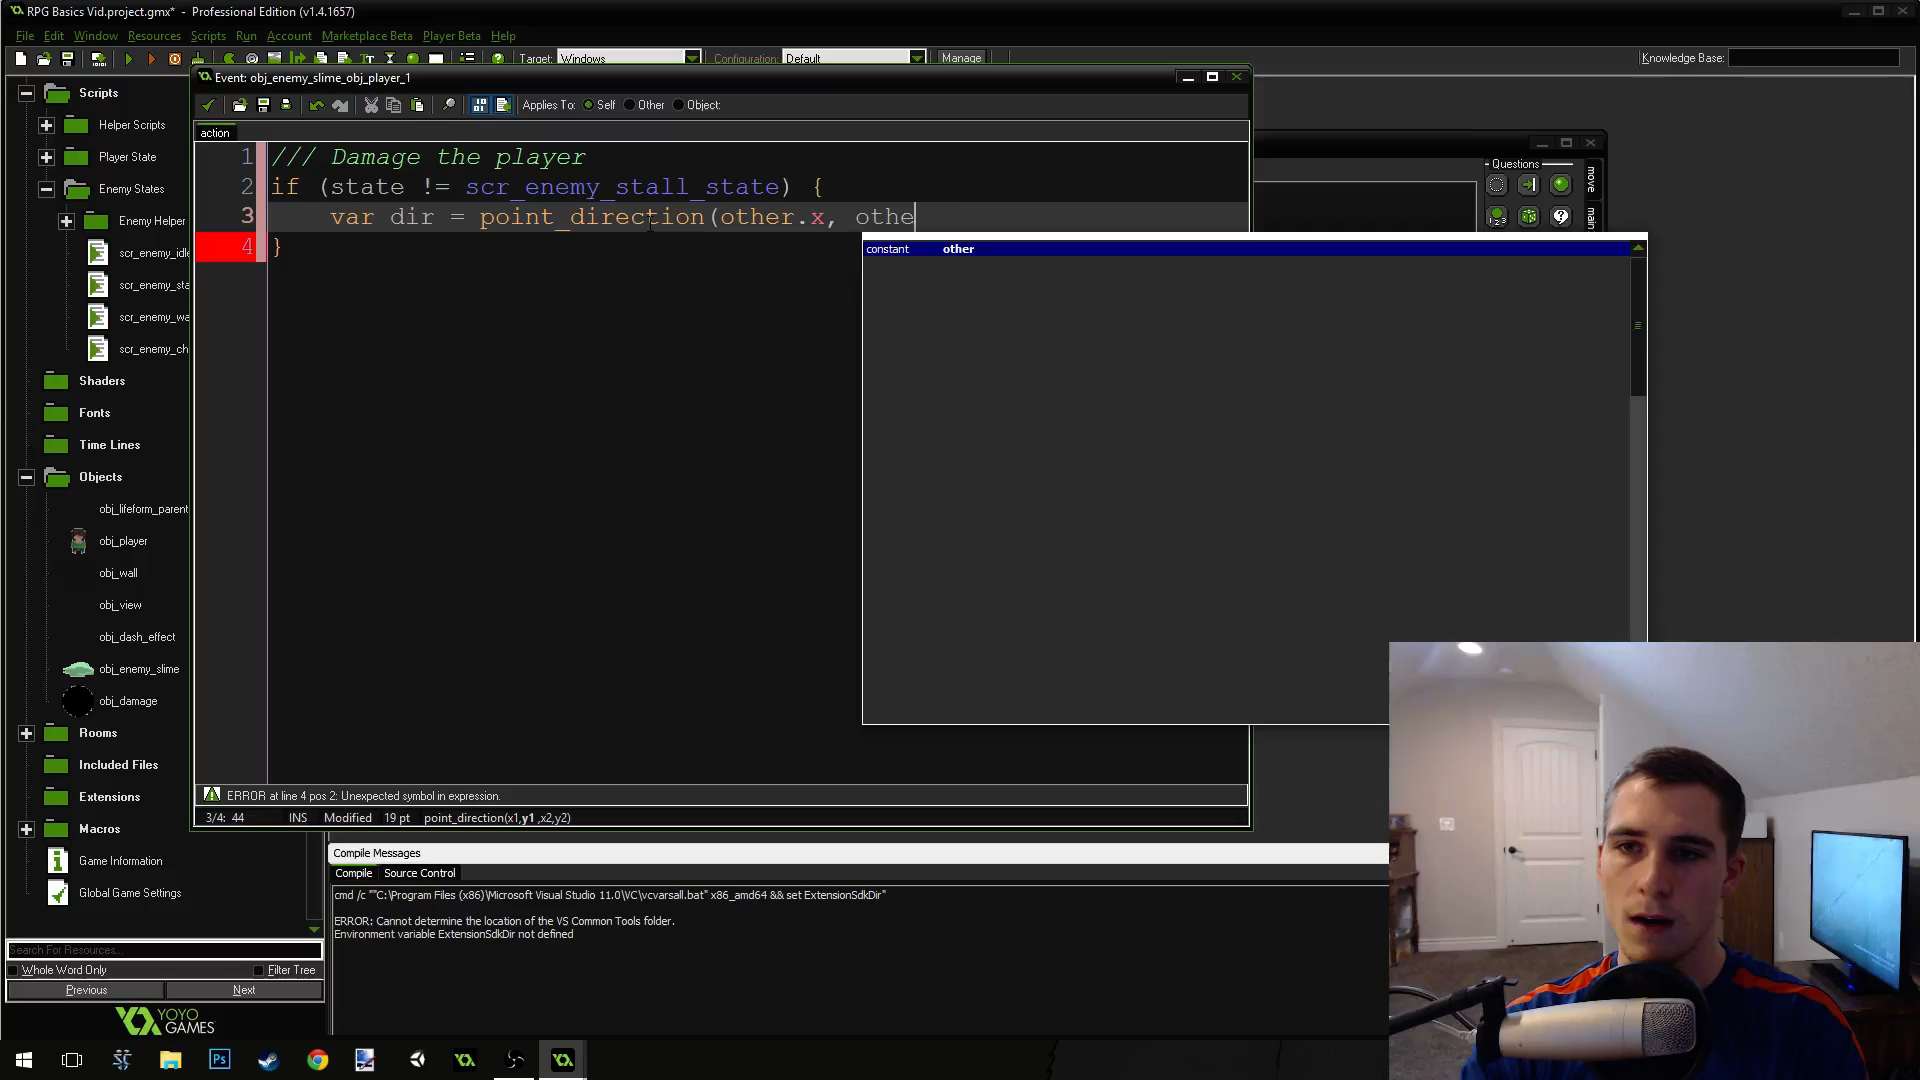 RPG Basics Vid.project.gmx* - Professional Edition (v1.4.1657)
File Edit Window Resources Scripts Run Account Marketplace Beta Player Beta Help
Target: Windows Configuration: Default Manage Knowledge Base:
Event: obj_enemy_slime_obj_player_1
Applies To: Self Other Object:
action
1 /// Damage the player
2 if (state != scr_enemy_stall_state) {
3 var dir = point_direction(other.x, othe
4 }
constant other
Questions
move
main
Scripts
Helper Scripts
Player State
Enemy States
Enemy Helper
scr_enemy_idle
scr_enemy_sta
scr_enemy_wa
scr_enemy_ch
Shaders
Fonts
Time Lines
Objects
obj_lifeform_parent
obj_player
obj_wall
obj_view
obj_dash_effect
obj_enemy_slime
obj_damage
Rooms
Included Files
Extensions
Macros
Game Information
Global Game Settings
ERROR at line 4 pos 2: Unexpected symbol in expression.
3/4: 44 INS Modified 19 pt point_direction(x1,y1 ,x2,y2)
Compile Messages
Compile Source Control
cmd /c ""C:\Program Files (x86)\Microsoft Visual Studio 11.0\VC\vcvarsall.bat" x86_amd64 && set ExtensionSdkDir"
ERROR: Cannot determine the location of the VS Common Tools folder.
Environment variable ExtensionSdkDir not defined
Search For Resources...
Whole Word Only Filter Tree
Previous Next
YOYO
GAMES
Ps